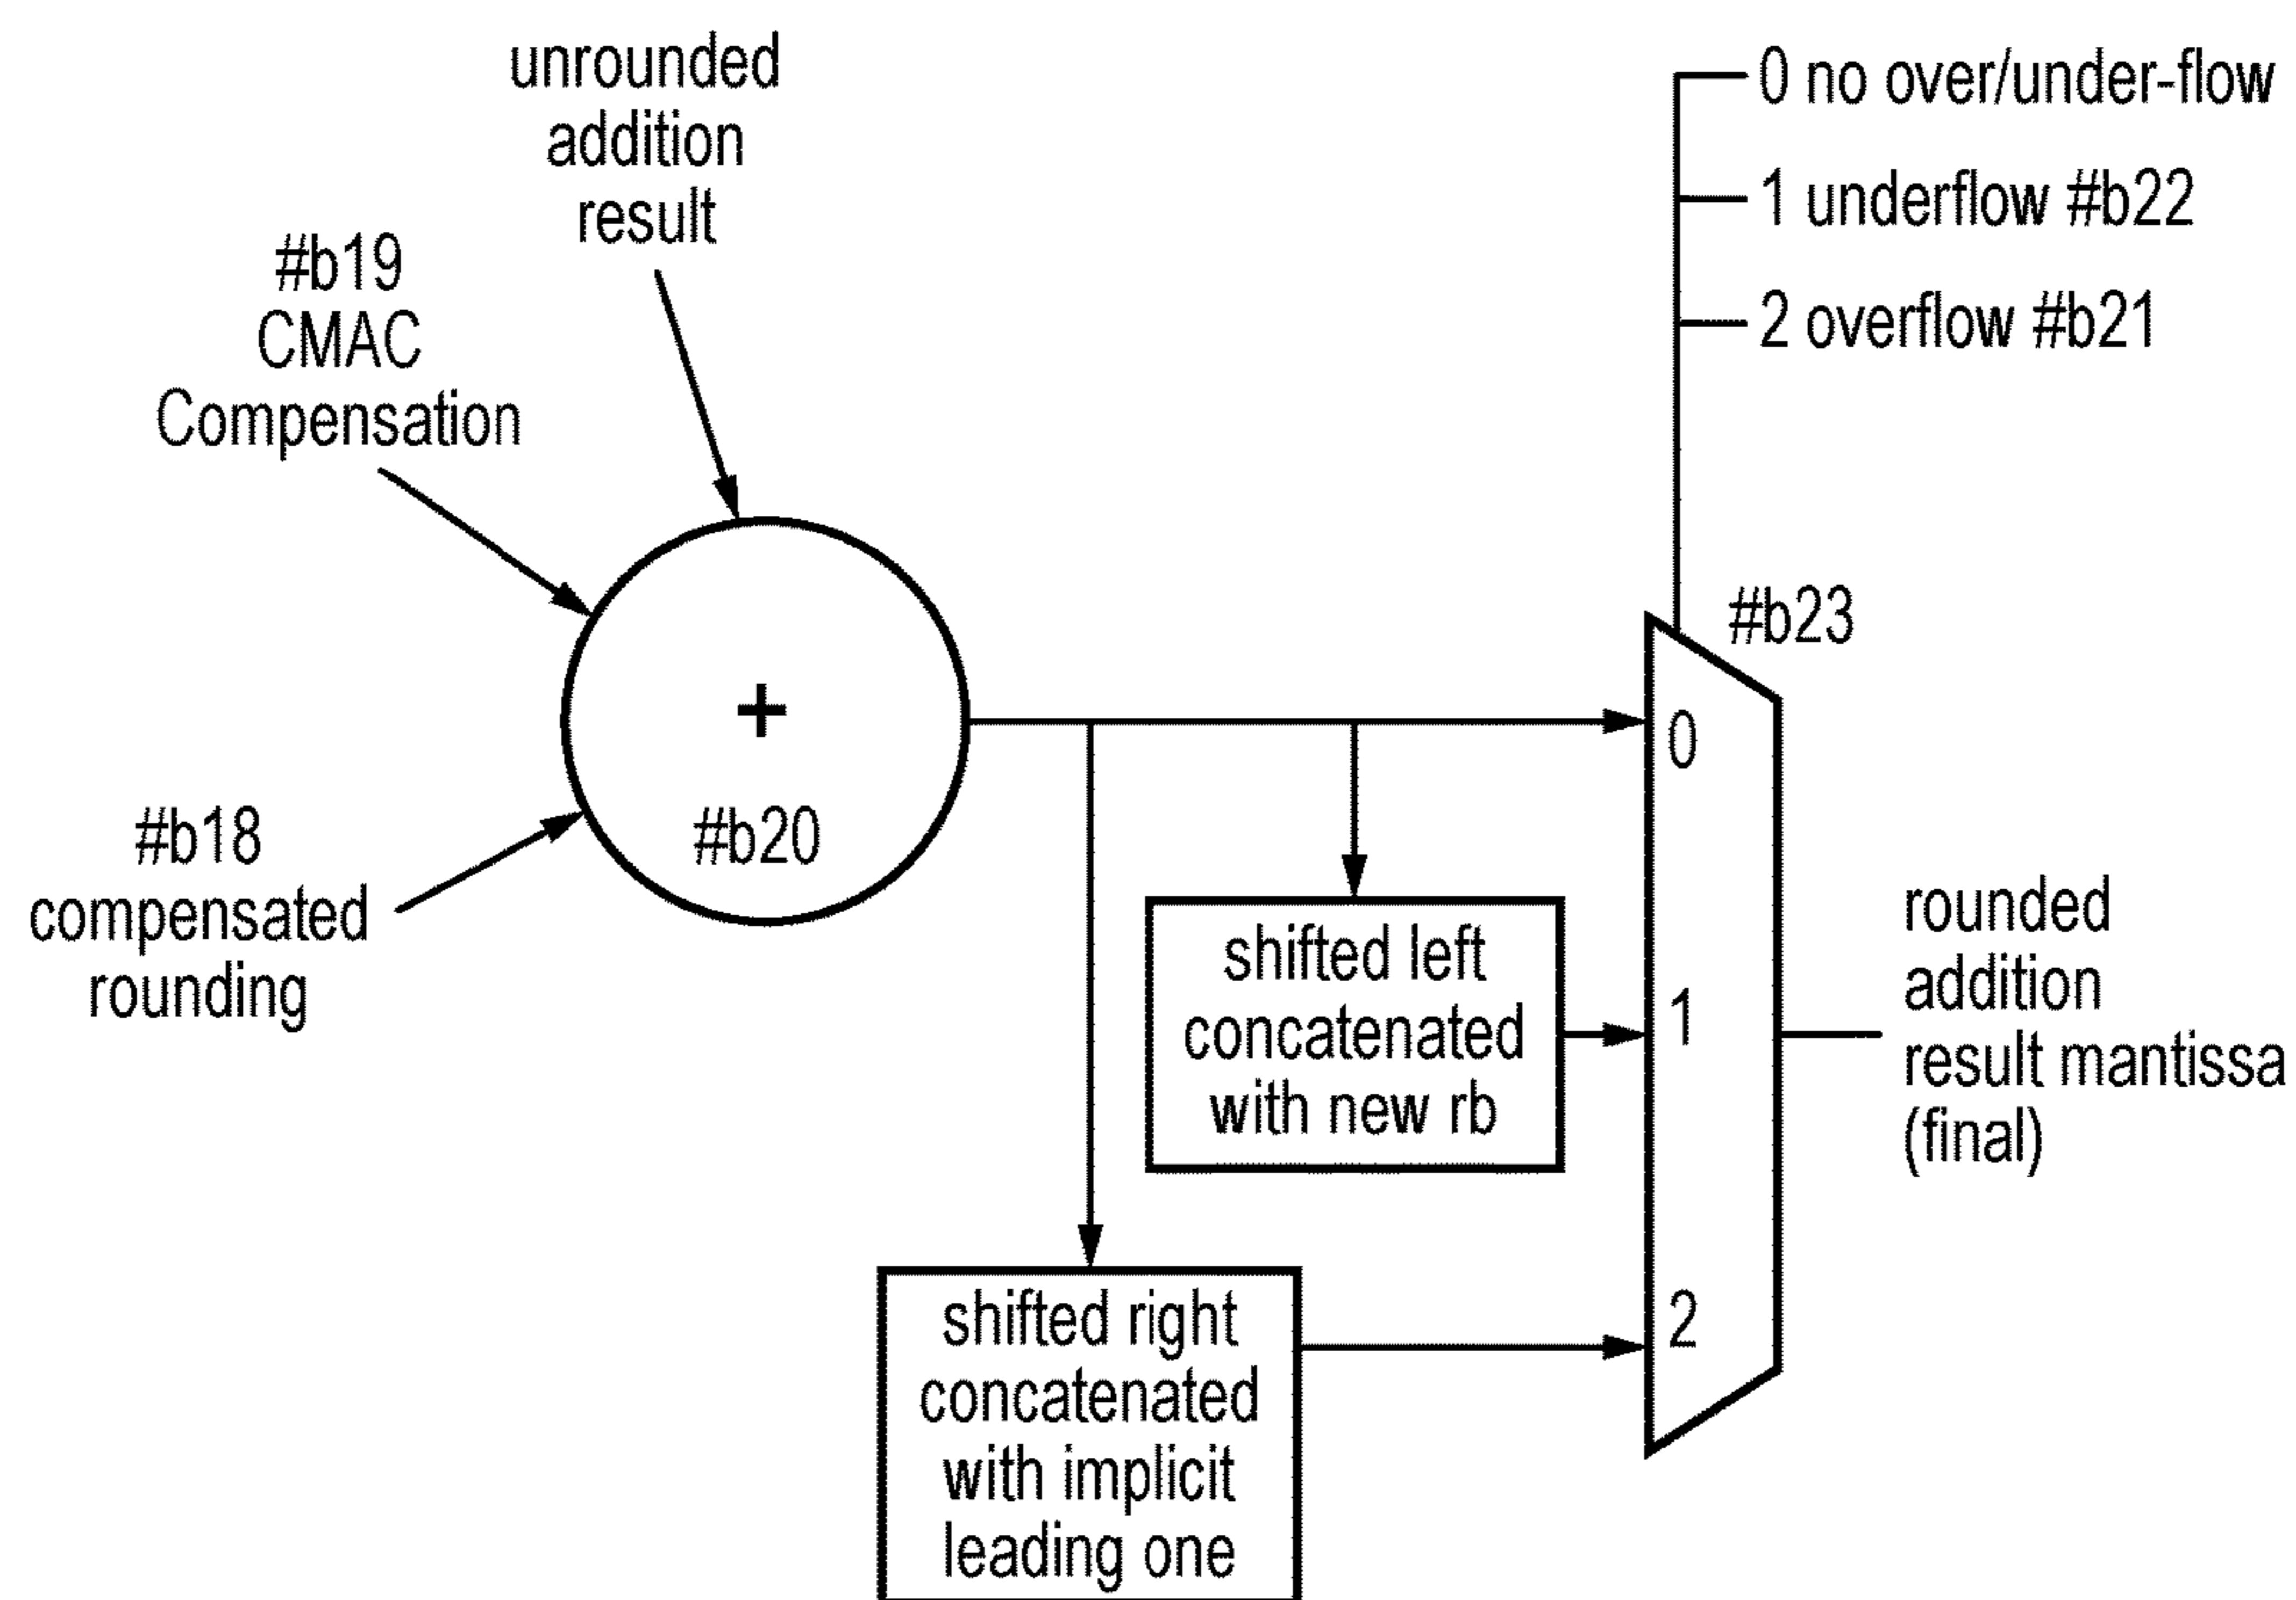 unrounded
addition
result
#b19
CMAC
Compensation
#b18
compensated
rounding
+
#b20
0 no over/under-flow
1 underflow #b22
2 overflow #b21
#b23
0
1
2
shifted left
concatenated
with new rb
shifted right
concatenated
with implicit
leading one
rounded
addition
result mantissa
(final)